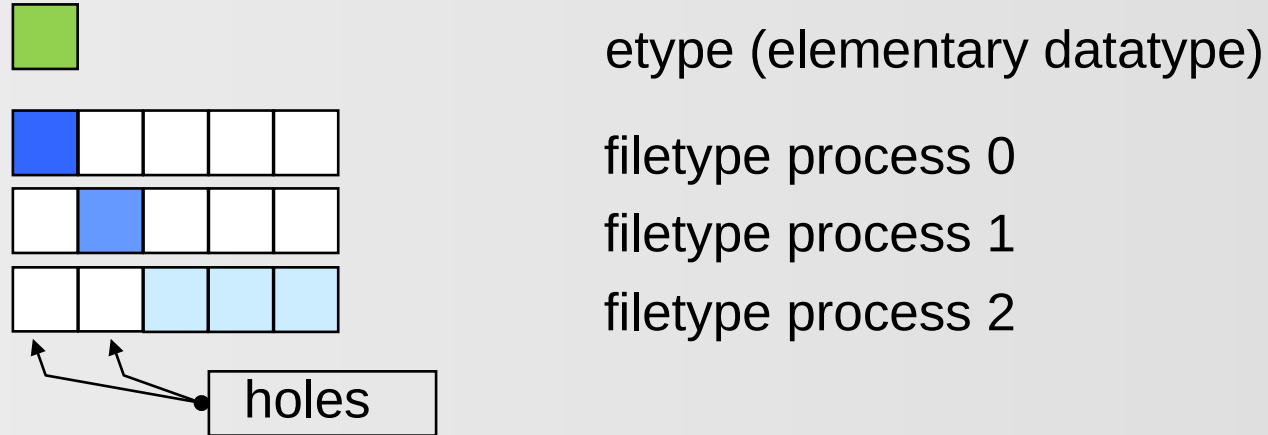 etype (elementary datatype)
filetype process 0
filetype process 1
filetype process 2
holes